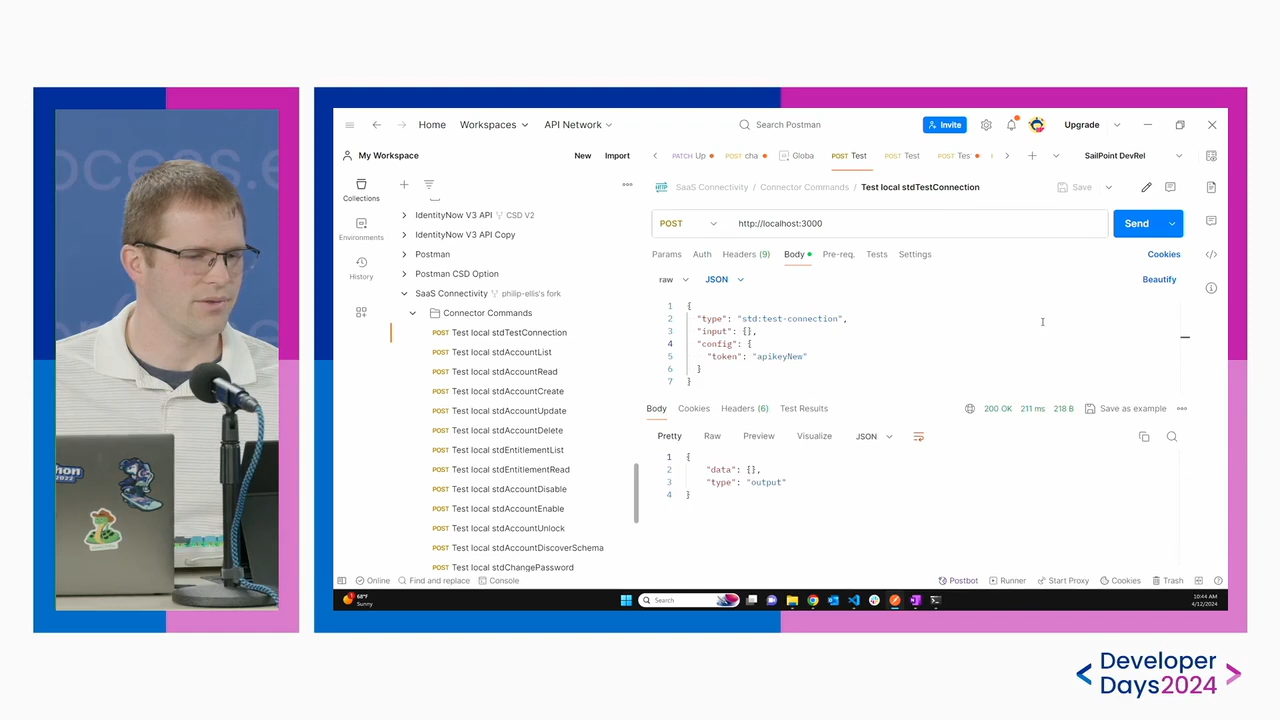 ocess.e
thon
2022
Home
Workspaces
API Network
Search Postman
Invite
Upgrade
My Workspace
New
Import
PATCH Up
POST cha
Globa
POST Test
POST Test
POST Tes
SailPoint DevRel
Collections
Environments
History
IdentityNow V3 API CSD V2
IdentityNow V3 API Copy
Postman
Postman CSD Option
SaaS Connectivity philip-ellis's fork
Connector Commands
POST Test local stdTestConnection
POST Test local stdAccountList
POST Test local stdAccountRead
POST Test local stdAccountCreate
POST Test local stdAccountUpdate
POST Test local stdAccountDelete
POST Test local stdEntitlementList
POST Test local stdEntitlementRead
POST Test local stdAccountDisable
POST Test local stdAccountEnable
POST Test local stdAccountUnlock
POST Test local stdAccountDiscoverSchema
POST Test local stdChangePassword
HTTP SaaS Connectivity / Connector Commands / Test local stdTestConnection
Save
POST http://localhost:3000
Send
Params Auth Headers (9) Body Pre-req. Tests Settings
Cookies
raw JSON
Beautify
1 {
2 "type": "std:test-connection",
3 "input": {},
4 "config": {
5 "token": "apikeyNew"
6 }
7 }
Body Cookies Headers (6) Test Results
200 OK 211 ms 218 B Save as example
Pretty Raw Preview Visualize JSON
1 {
2 "data": {},
3 "type": "output"
4 }
Online Find and replace Console
Postbot Runner Start Proxy Cookies Trash
68°F
Sunny
Search
10:44 AM
4/12/2024
< Developer
Days2024 >